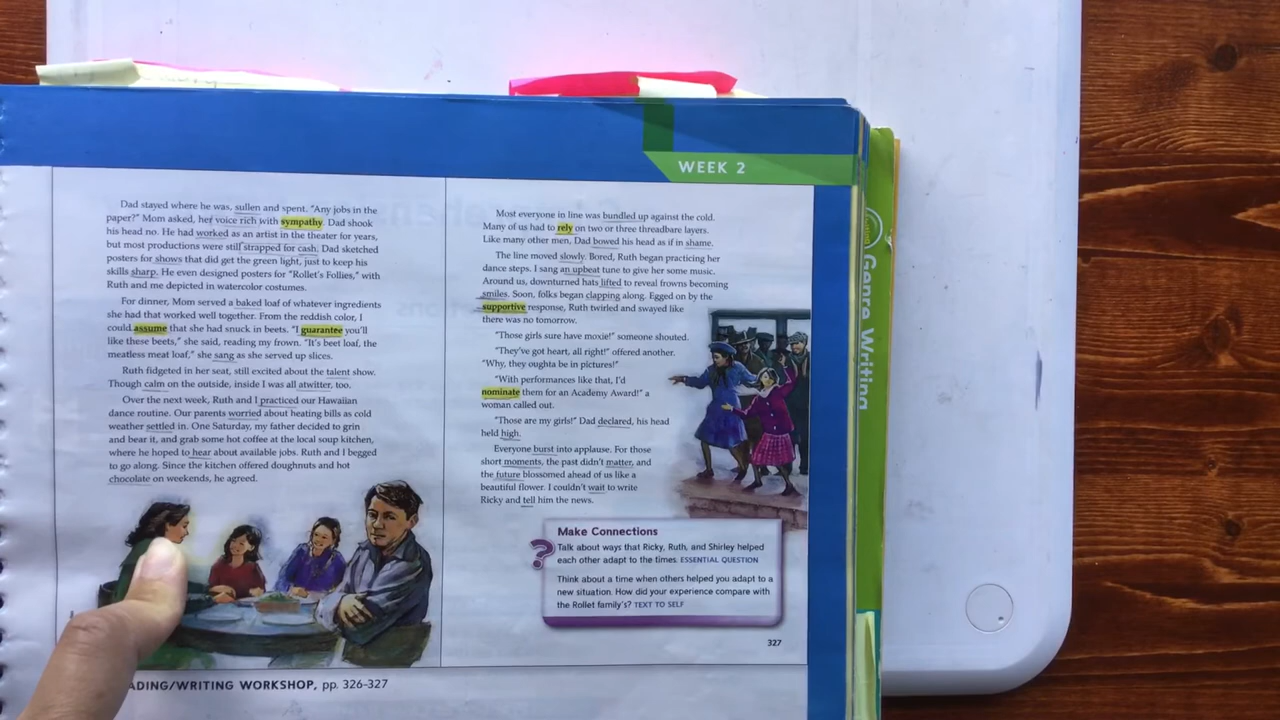 WEEK 2
Dad stayed where he was, sullen and spent. "Any jobs in the
paper?" Mom asked, her voice rich with sympathy. Dad shook
his head no. He had worked as an artist in the theater for years,
but most productions were still strapped for cash. Dad sketched
posters for shows that did get the green light, just to keep his
skills sharp. He even designed posters for "Rollet's Follies," with
Ruth and me depicted in watercolor costumes.
For dinner, Mom served a baked loaf of whatever ingredients
she had that worked well together. From the reddish color, I
could assume that she had snuck in beets. "I guarantee you'll
like these beets," she said, reading my frown. "It's beet loaf, the
meatless meat loaf," she sang as she served up slices.
Ruth fidgeted in her seat, still excited about the talent show.
Though calm on the outside, inside I was all atwitter, too.
Over the next week, Ruth and I practiced our Hawaiian
dance routine. Our parents worried about heating bills as cold
weather settled in. One Saturday, my father decided to grin
and bear it, and grab some hot coffee at the local soup kitchen,
where he hoped to hear about available jobs. Ruth and I begged
to go along. Since the kitchen offered doughnuts and hot
chocolate on weekends, he agreed.
Most everyone in line was bundled up against the cold.
Many of us had to rely on two or three threadbare layers.
Like many other men, Dad bowed his head as if in shame.
The line moved slowly. Bored, Ruth began practicing her
dance steps. I sang an upbeat tune to give her some music.
Around us, downturned hats lifted to reveal frowns becoming
smiles. Soon, folks began clapping along. Egged on by the
supportive response, Ruth twirled and swayed like
there was no tomorrow.
"Those girls sure have moxie!" someone shouted.
"They've got heart, all right!" offered another.
"Why, they oughta be in pictures!"
"With performances like that, I'd
nominate them for an Academy Award!" a
woman called out.
"Those are my girls!" Dad declared, his head
held high.
Everyone burst into applause. For those
short moments, the past didn't matter, and
the future blossomed ahead of us like a
beautiful flower. I couldn't wait to write
Ricky and tell him the news.
Make Connections
Talk about ways that Ricky, Ruth, and Shirley helped
each other adapt to the times. ESSENTIAL QUESTION
Think about a time when others helped you adapt to a
new situation. How did your experience compare with
the Rollet family's? TEXT TO SELF
327
ADING/WRITING WORKSHOP, pp. 326-327
Genre Writing